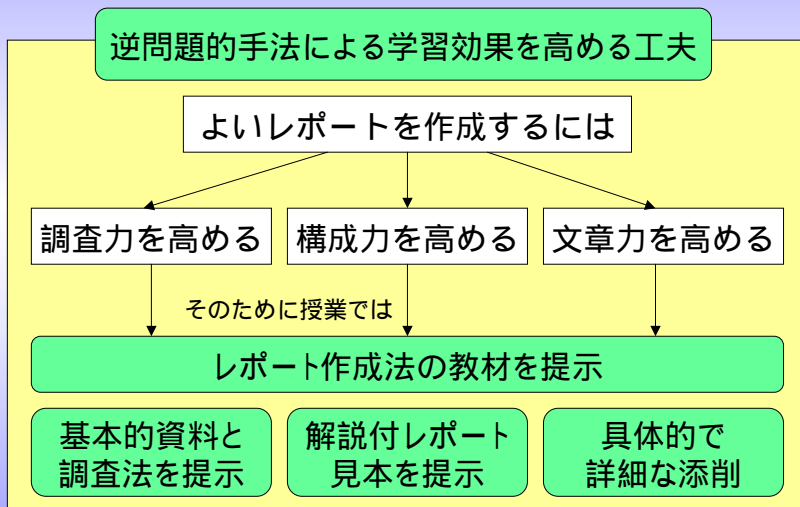 逆問題的手法による学習効果を高める工夫
よいレポートを作成するには
調査力を高める
構成力を高める
文章力を高める
そのために授業では
レポート作成法の教材を提示
基本的資料と
調査法を提示
解説付レポート
見本を提示
具体的で
詳細な添削